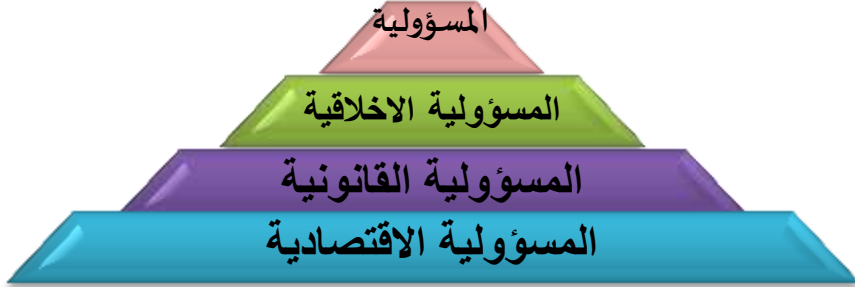 المسؤولية
المسؤولية الاخلاقية
المسؤولية القانونية
المسؤولية الاقتصادية